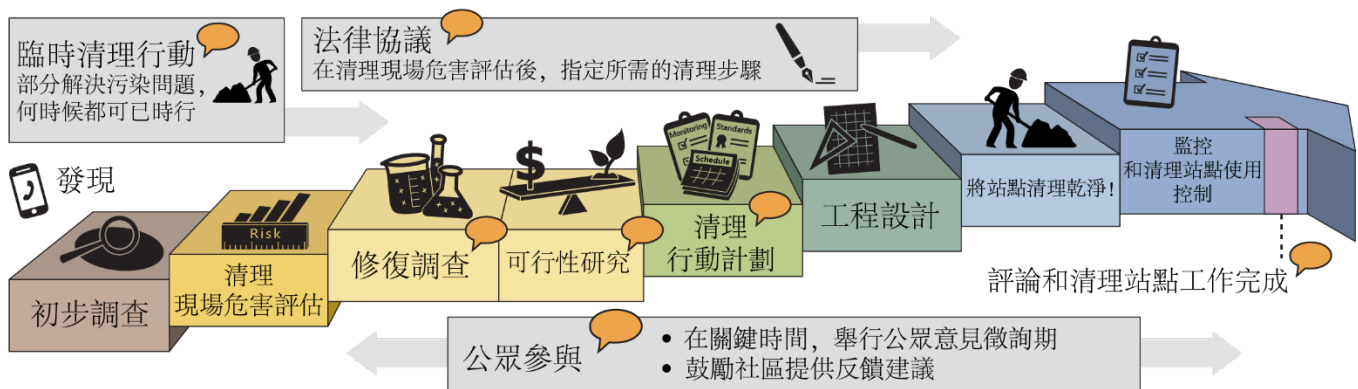 臨時清理行動
部分解決污染問題，
何時候都可已時行
法律協議
在清理現場危害評估後，指定所需的清理步驟
發現
初步調查
Risk
清理
現場危害評估
修復調查
$
可行性研究
Monitoring
Standards
Schedule
清理
行動計劃
工程設計
將站點清理乾淨！
監控
和清理站點使用
控制
評論和清理站點工作完成
公眾參與
• 在關鍵時間，舉行公眾意見徵詢期
• 鼓勵社區提供反饋建議